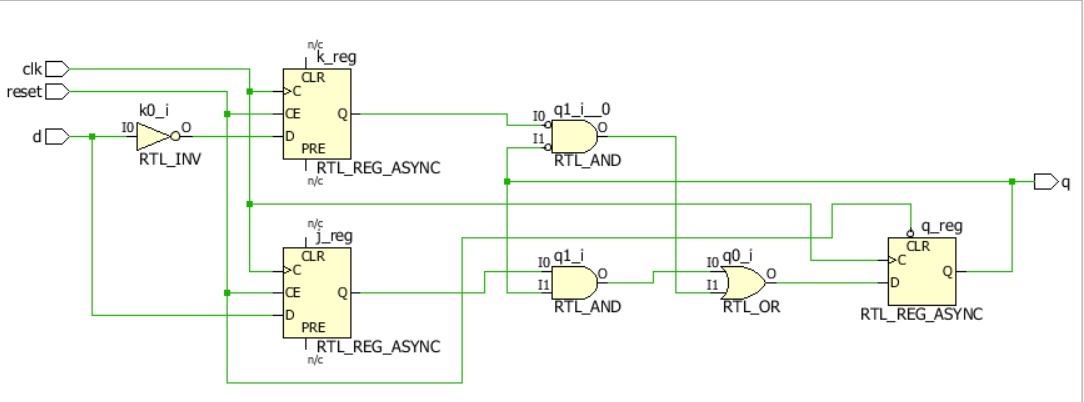 clk
reset
d
k0_i
I0
O
RTL_INV
n/c
k_reg
CLR
C
CE
Q
D
PRE
RTL_REG_ASYNC
n/c
n/c
j_reg
CLR
C
CE
Q
D
PRE
RTL_REG_ASYNC
n/c
q1_i__0
I0
O
I1
RTL_AND
q1_i
I0
O
I1
RTL_AND
q0_i
I0
O
I1
RTL_OR
q_reg
CLR
C
Q
D
RTL_REG_ASYNC
q